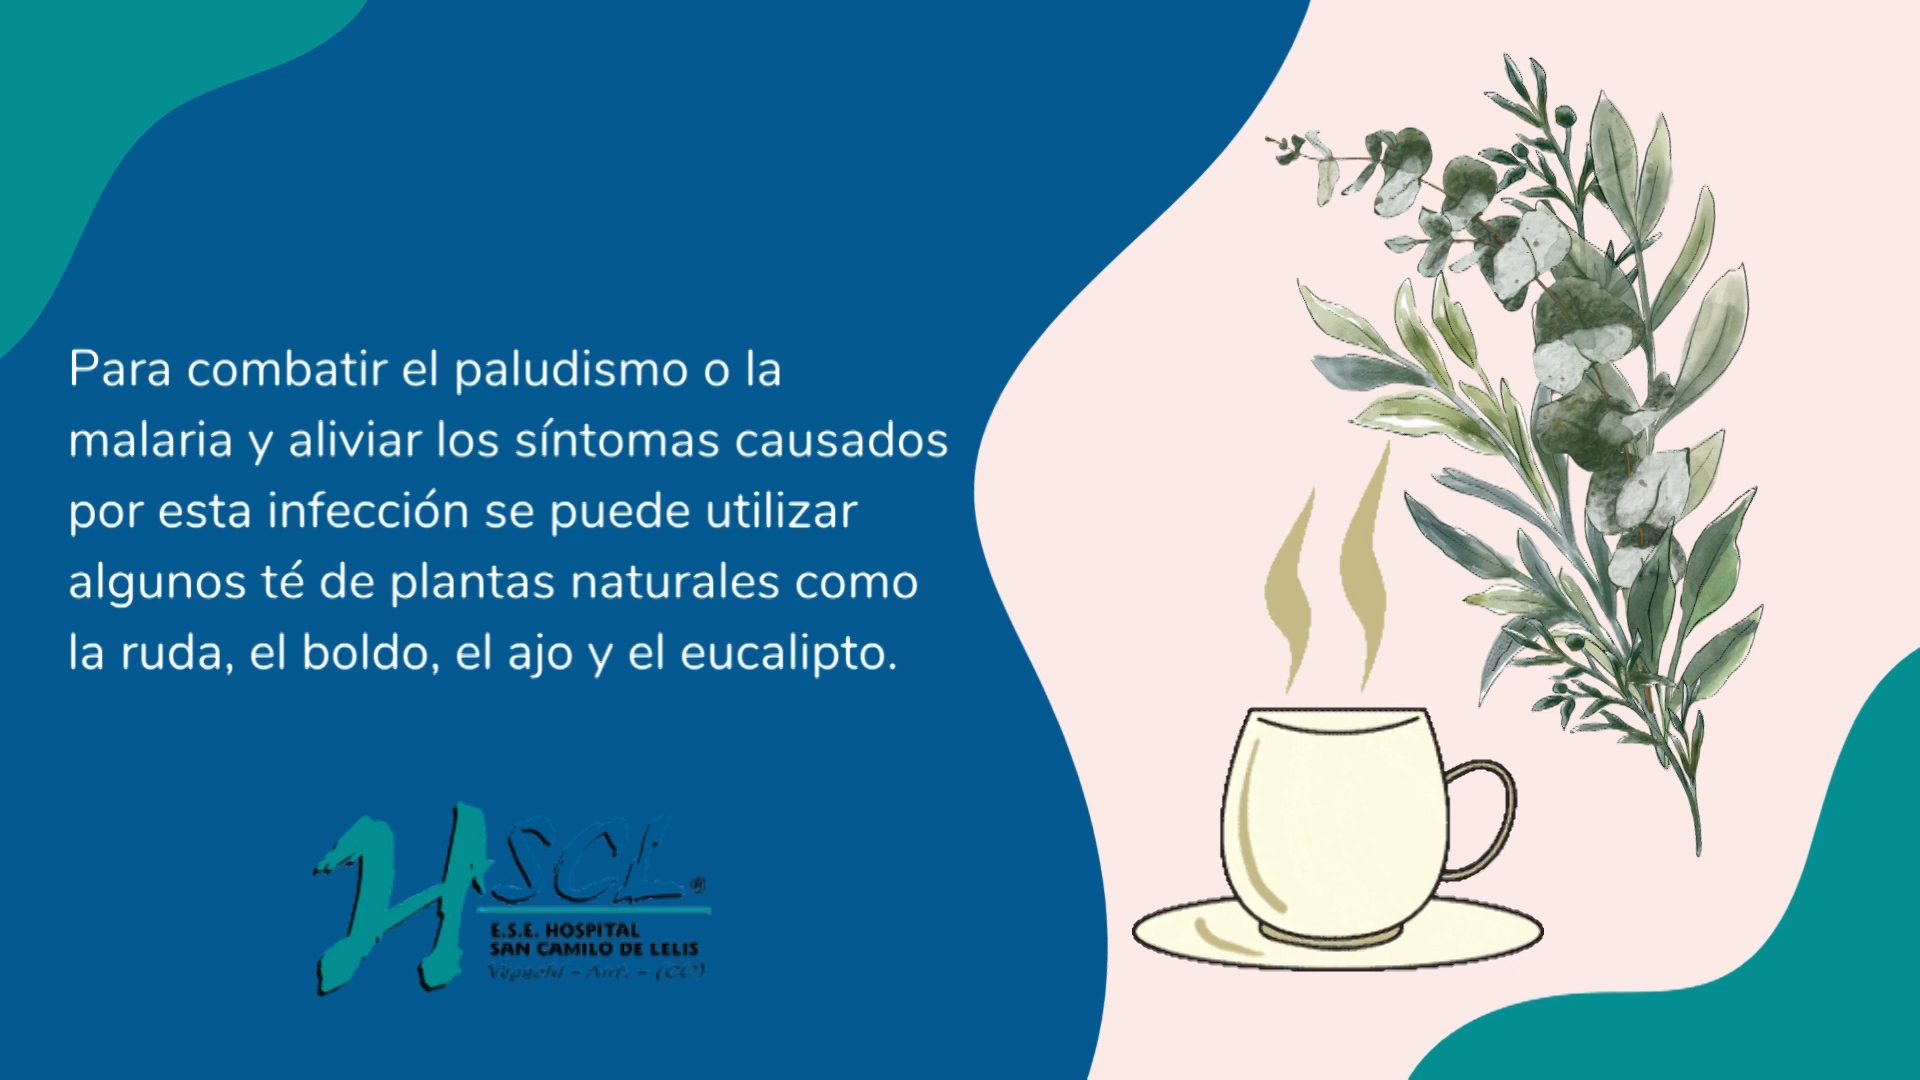 Para combatir el paludismo o la
malaria y aliviar los síntomas causados
por esta infección se puede utilizar
algunos té de plantas naturales como
la ruda, el boldo, el ajo y el eucalipto.
HSCL®
E.S.E. HOSPITAL
SAN CAMILO DE LELIS